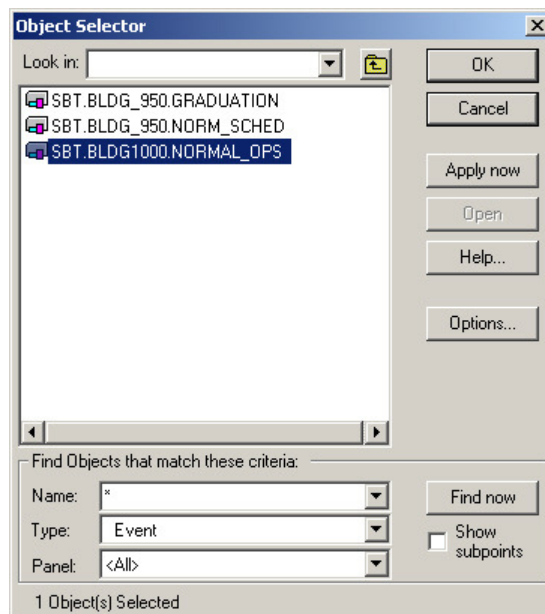 Object Selector
Look in:
OK
SBT.BLDG_950.GRADUATION
SBT.BLDG_950.NORM_SCHED
SBT.BLDG1000.NORMAL_OPS
Cancel
Apply now
Open
Help...
Options...
Find Objects that match these criteria:
Name: *
Find now
Type: Event
Show subpoints
Panel: <All>
1 Object(s) Selected